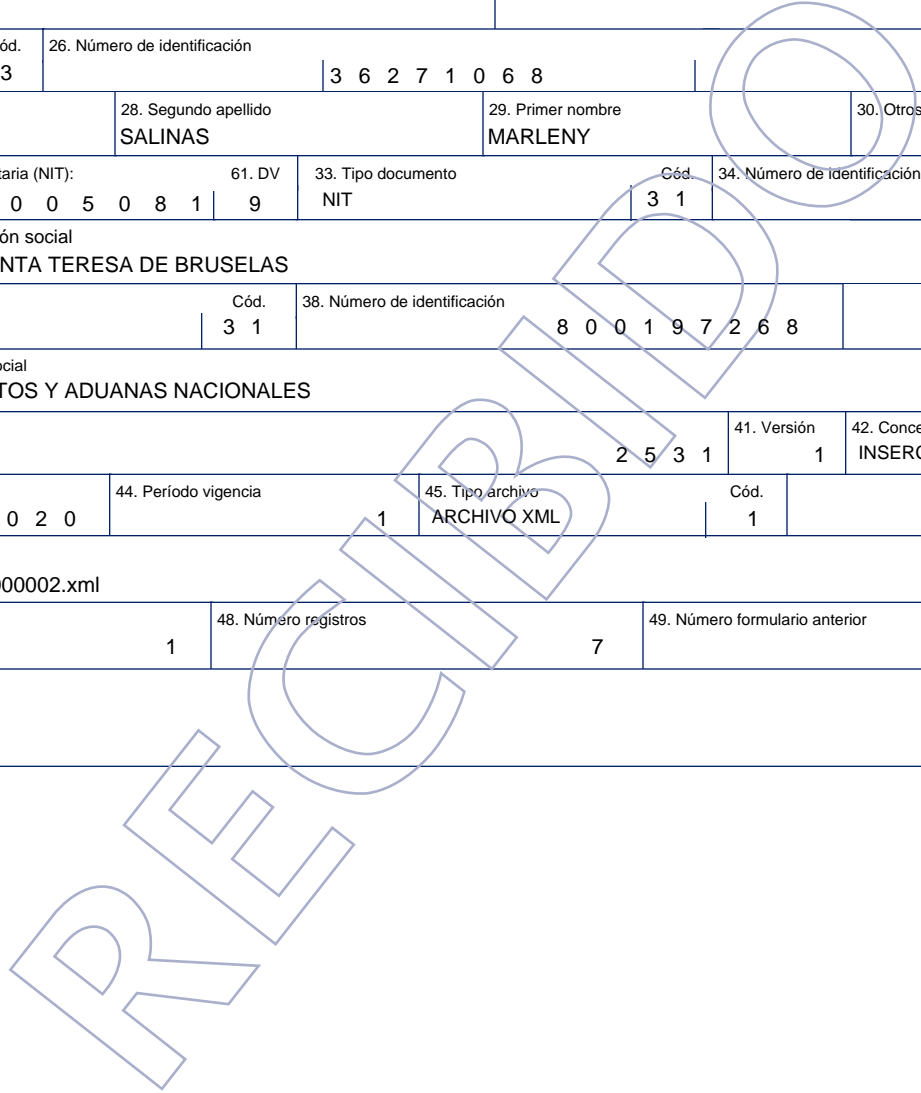 ód. 26. Número de identificación
3 3 6 2 7 1 0 6 8
28. Segundo apellido 29. Primer nombre 30. Otros
SALINAS MARLENY
taria (NIT): 61. DV 33. Tipo documento Cód. 34. Número de identificación
0 0 5 0 8 1 9 NIT 3 1
ón social
NTA TERESA DE BRUSELAS
Cód. 38. Número de identificación
3 1 8 0 0 1 9 7 2 6 8
ocial
TOS Y ADUANAS NACIONALES
41. Versión 42. Conce
2 5 3 1 1 INSERC
44. Período vigencia 45. Tipo archivo Cód.
0 2 0 1 ARCHIVO XML 1
000002.xml
48. Número registros 49. Número formulario anterior
1 7
RECIBIDO